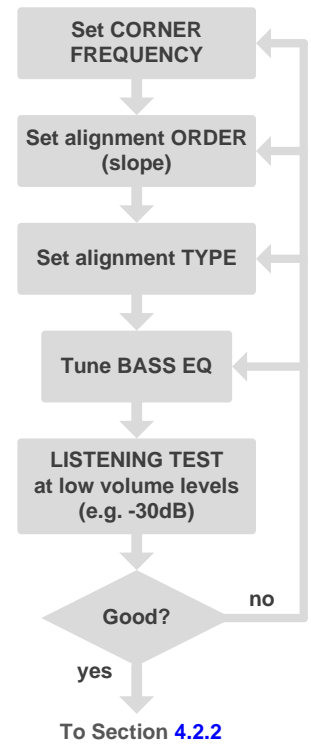 Set CORNER
FREQUENCY
Set alignment ORDER
(slope)
Set alignment TYPE
Tune BASS EQ
LISTENING TEST
at low volume levels
(e.g. -30dB)
Good?
no
yes
To Section 4.2.2